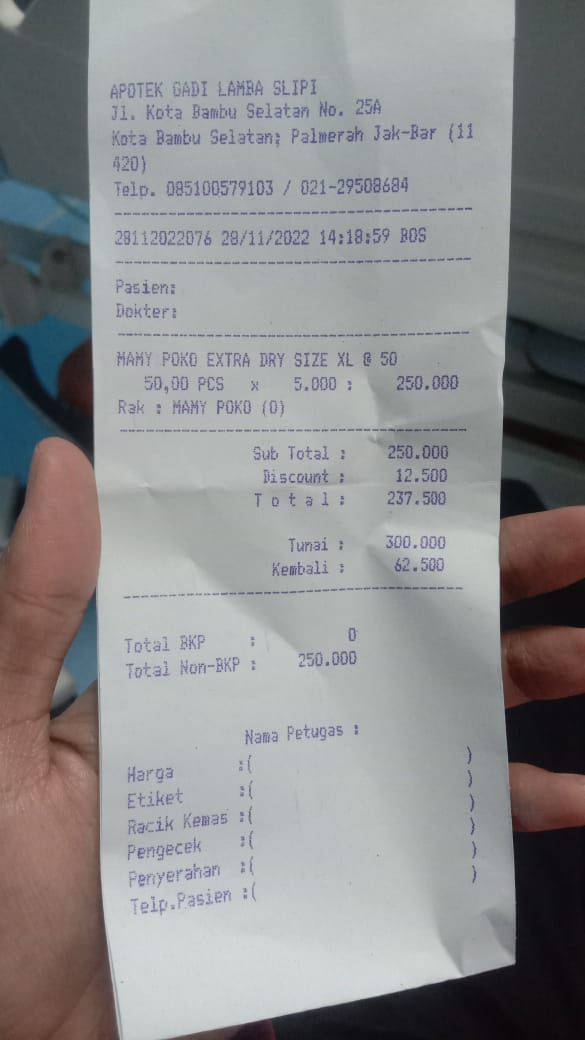 APOTEK GADI LAMBA SLIPI
Jl. Kota Bambu Selatan No. 25A
Kota Bambu Selatan; Palmerah Jak-Bar (11
420)
Telp. 085100579103 / 021-29508684
----------------------------------------
28112022076 28/11/2022 14:18:59 BOS
----------------------------------------
Pasien:
Dokter:
----------------------------------------
MAMY POKO EXTRA DRY SIZE XL @ 50
50,00 PCS x 5.000 : 250.000
Rak : MAMY POKO (0)
----------------------------------------
Sub Total : 250.000
Discount : 12.500
T o t a l : 237.500
Tunai : 300.000
Kembali : 62.500
----------------------------------------
Total BKP : 0
Total Non-BKP : 250.000
Nama Petugas :
Harga :( )
Etiket :( )
Racik Kemas :( )
Pengecek :( )
Penyerahan :( )
Telp.Pasien :( )